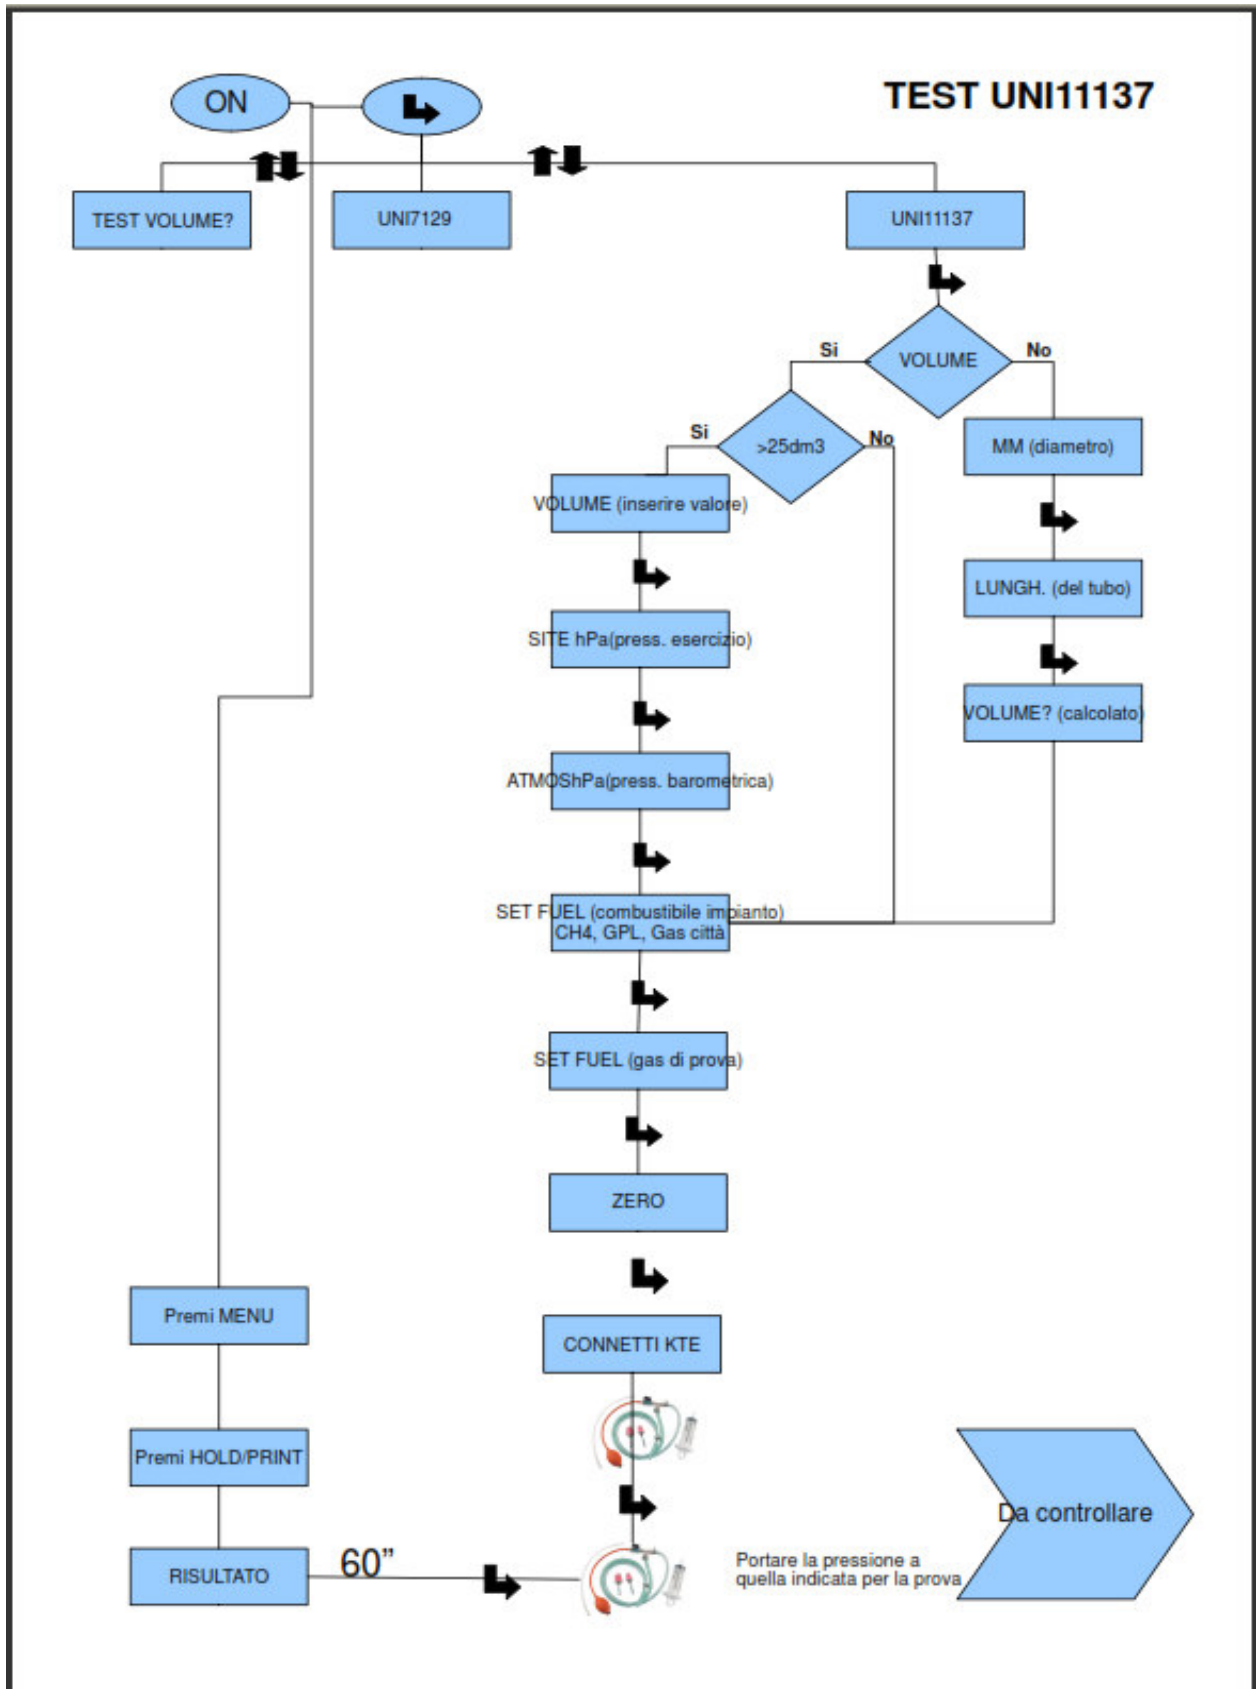 TEST UNI11137
ON
TEST VOLUME?
UNI7129
UNI11137
VOLUME
Si
No
>25dm3
Si
No
MM (diametro)
VOLUME (inserire valore)
LUNGH. (del tubo)
SITE hPa(press. esercizio)
VOLUME? (calcolato)
ATMOShPa(press. barometrica)
SET FUEL (combustibile impianto)
CH4, GPL, Gas città
SET FUEL (gas di prova)
ZERO
Premi MENU
CONNETTI KTE
Premi HOLD/PRINT
Da controllare
RISULTATO
60”
Portare la pressione a
quella indicata per la prova